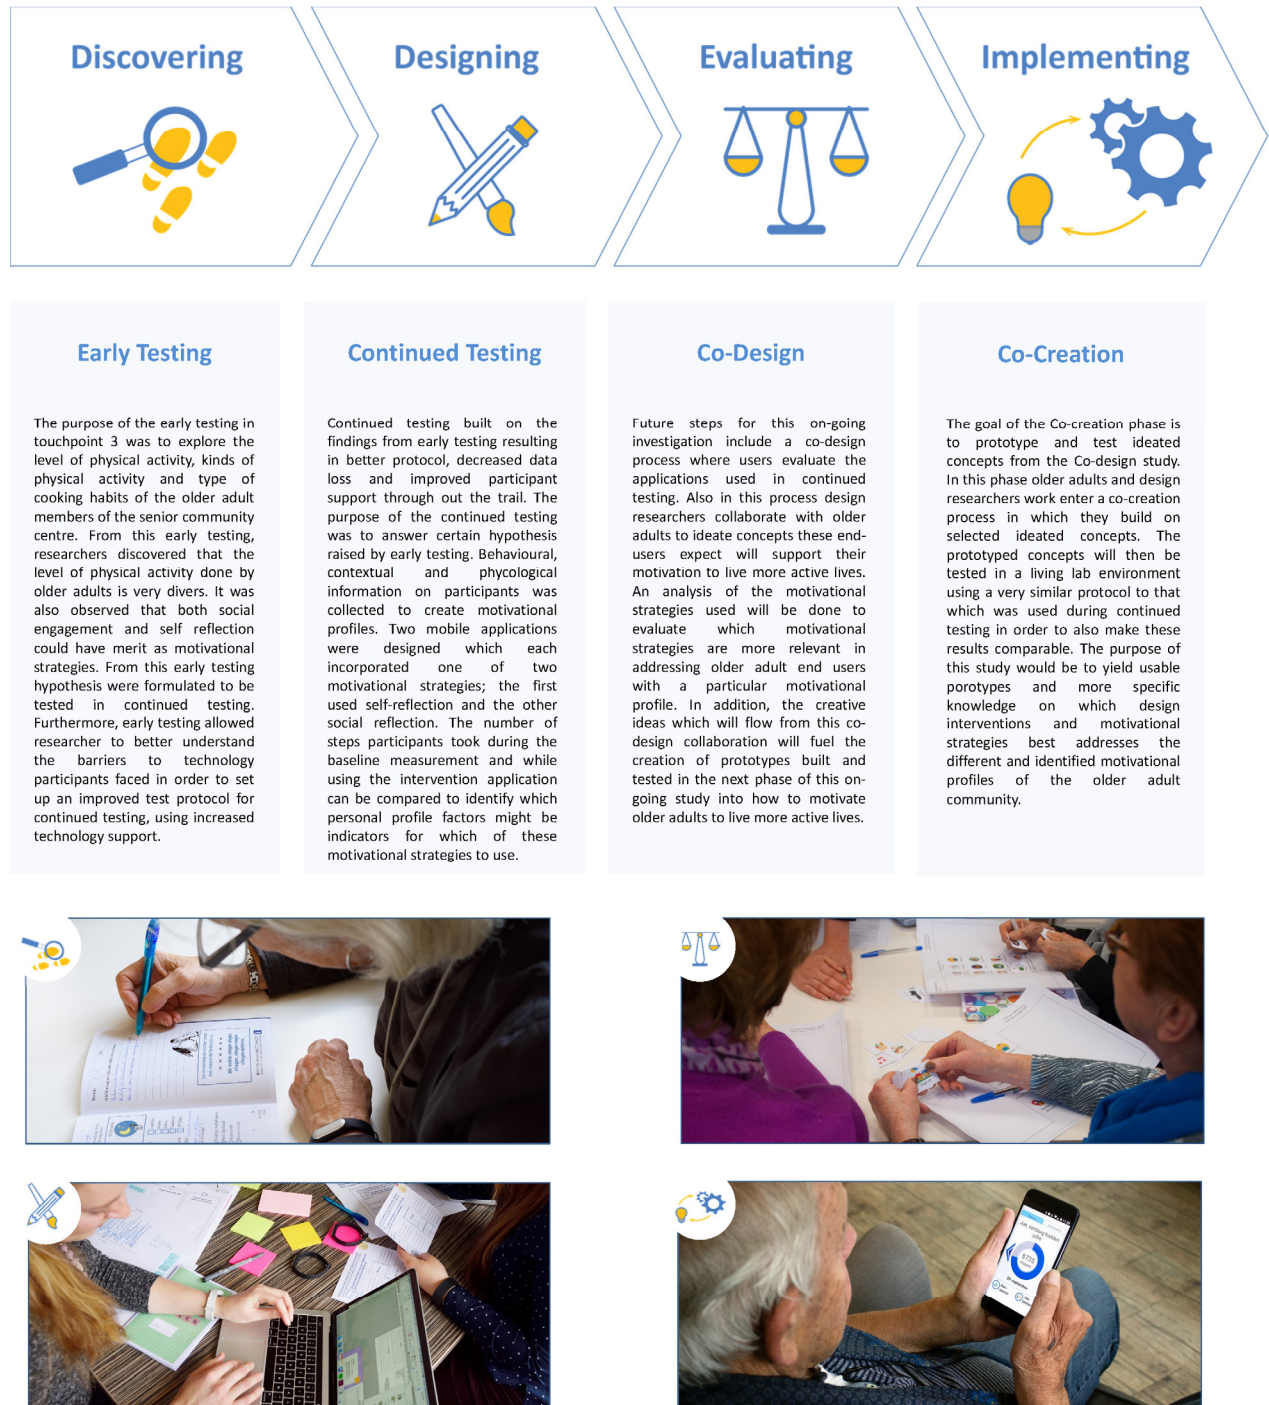 Discovering
Designing
Evaluating
Implementing
Early Testing
The purpose of the early testing in
touchpoint 3 was to explore the
level of physical activity, kinds of
physical activity and type of
cooking habits of the older adult
members of the senior community
centre. From this early testing,
researchers discovered that the
level of physical activity done by
older adults is very divers. It was
also observed that both social
engagement and self reflection
could have merit as motivational
strategies. From this early testing
hypothesis were formulated to be
tested in continued testing.
Furthermore, early testing allowed
researcher to better understand
the barriers to technology
participants faced in order to set
up an improved test protocol for
continued testing, using increased
technology support.
Continued Testing
Continued testing built on the
findings from early testing resulting
in better protocol, decreased data
loss and improved participant
support through out the trail. The
purpose of the continued testing
was to answer certain hypothesis
raised by early testing. Behavioural,
contextual and phycological
information on participants was
collected to create motivational
profiles. Two mobile applications
were designed which each
incorporated one of two
motivational strategies; the first
used self-reflection and the other
social reflection. The number of
steps participants took during the
baseline measurement and while
using the intervention application
can be compared to identify which
personal profile factors might be
indicators for which of these
motivational strategies to use.
Co-Design
Future steps for this on-going
investigation include a co-design
process where users evaluate the
applications used in continued
testing. Also in this process design
researchers collaborate with older
adults to ideate concepts these end-
users expect will support their
motivation to live more active lives.
An analysis of the motivational
strategies used will be done to
evaluate which motivational
strategies are more relevant in
addressing older adult end users
with a particular motivational
profile. In addition, the creative
ideas which will flow from this co-
design collaboration will fuel the
creation of prototypes built and
tested in the next phase of this on-
going study into how to motivate
older adults to live more active lives.
Co-Creation
The goal of the Co-creation phase is
to prototype and test ideated
concepts from the Co-design study.
In this phase older adults and design
researchers work enter a co-creation
process in which they build on
selected ideated concepts. The
prototyped concepts will then be
tested in a living lab environment
using a very similar protocol to that
which was used during continued
testing in order to also make these
results comparable. The purpose of
this study would be to yield usable
porotypes and more specific
knowledge on which design
interventions and motivational
strategies best addresses the
different and identified motivational
profiles of the older adult
community.
6735